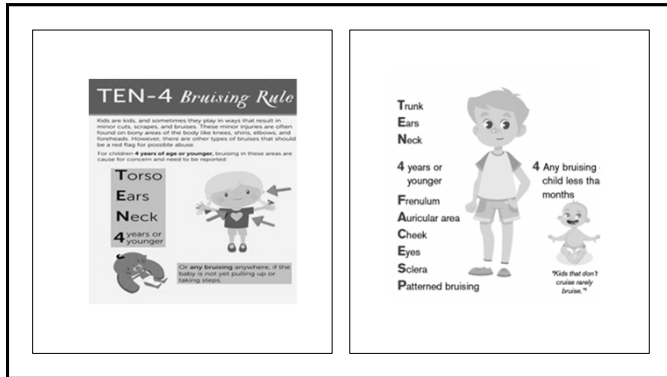 TEN-4 Bruising Rule
Kids are kids, and sometimes they play in ways that result in
minor cuts, scrapes, and bruises. These minor injuries are often
found on bony areas of the body like knees, shins, elbows, and
foreheads. However, there are other types of bruises that should
be a red flag for possible abuse.
For children 4 years of age or younger, bruising in these areas are
cause for concern and need to be reported:
Torso
Ears
Neck
4 years or
younger
Or any bruising anywhere, if the
baby is not yet pulling up or
taking steps.
Trunk
Ears
Neck
4 years or
younger
Frenulum
Auricular area
Cheek
Eyes
Sclera
Patterned bruising
4 Any bruising
child less tha
months
"Kids that don't
cruise rarely
bruise."